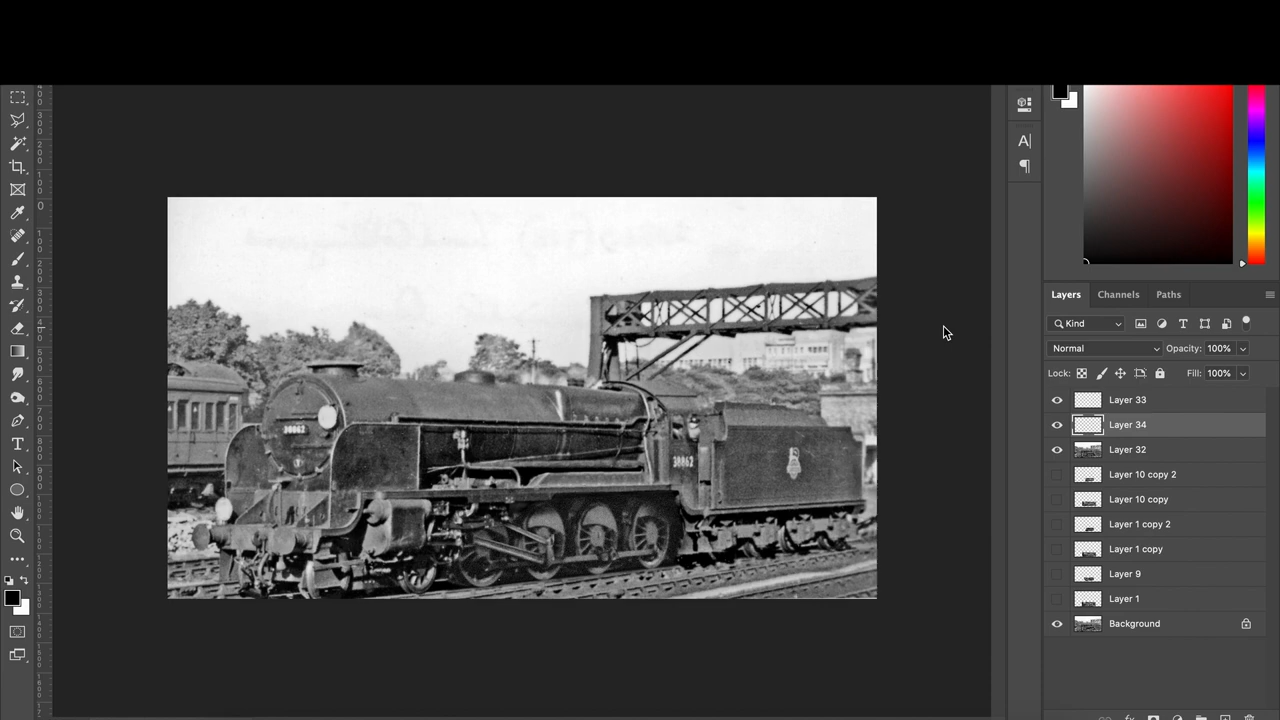 Layers Channels Paths
Kind
Normal Opacity: 100%
Lock: Fill: 100%
Layer 33
Layer 34
Layer 32
Layer 10 copy 2
Layer 10 copy
Layer 1 copy 2
Layer 1 copy
Layer 9
Layer 1
Background
30862
30862